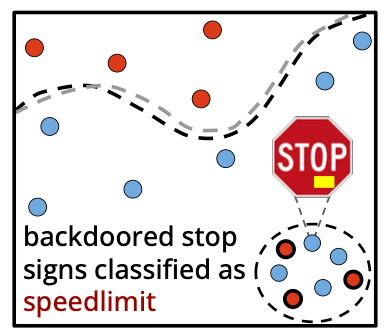 STOP
backdoored stop
signs classified as
speedlimit